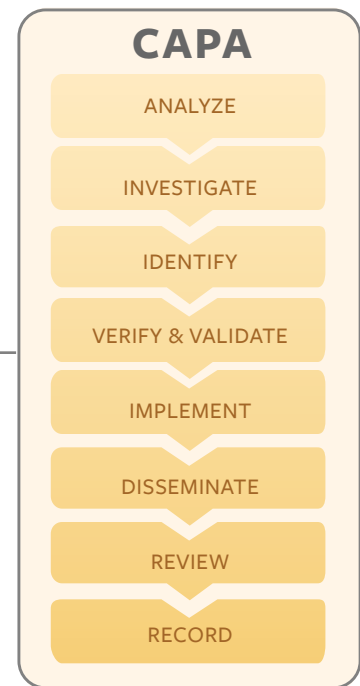 CAPA
ANALYZE
INVESTIGATE
IDENTIFY
VERIFY & VALIDATE
IMPLEMENT
DISSEMINATE
REVIEW
RECORD